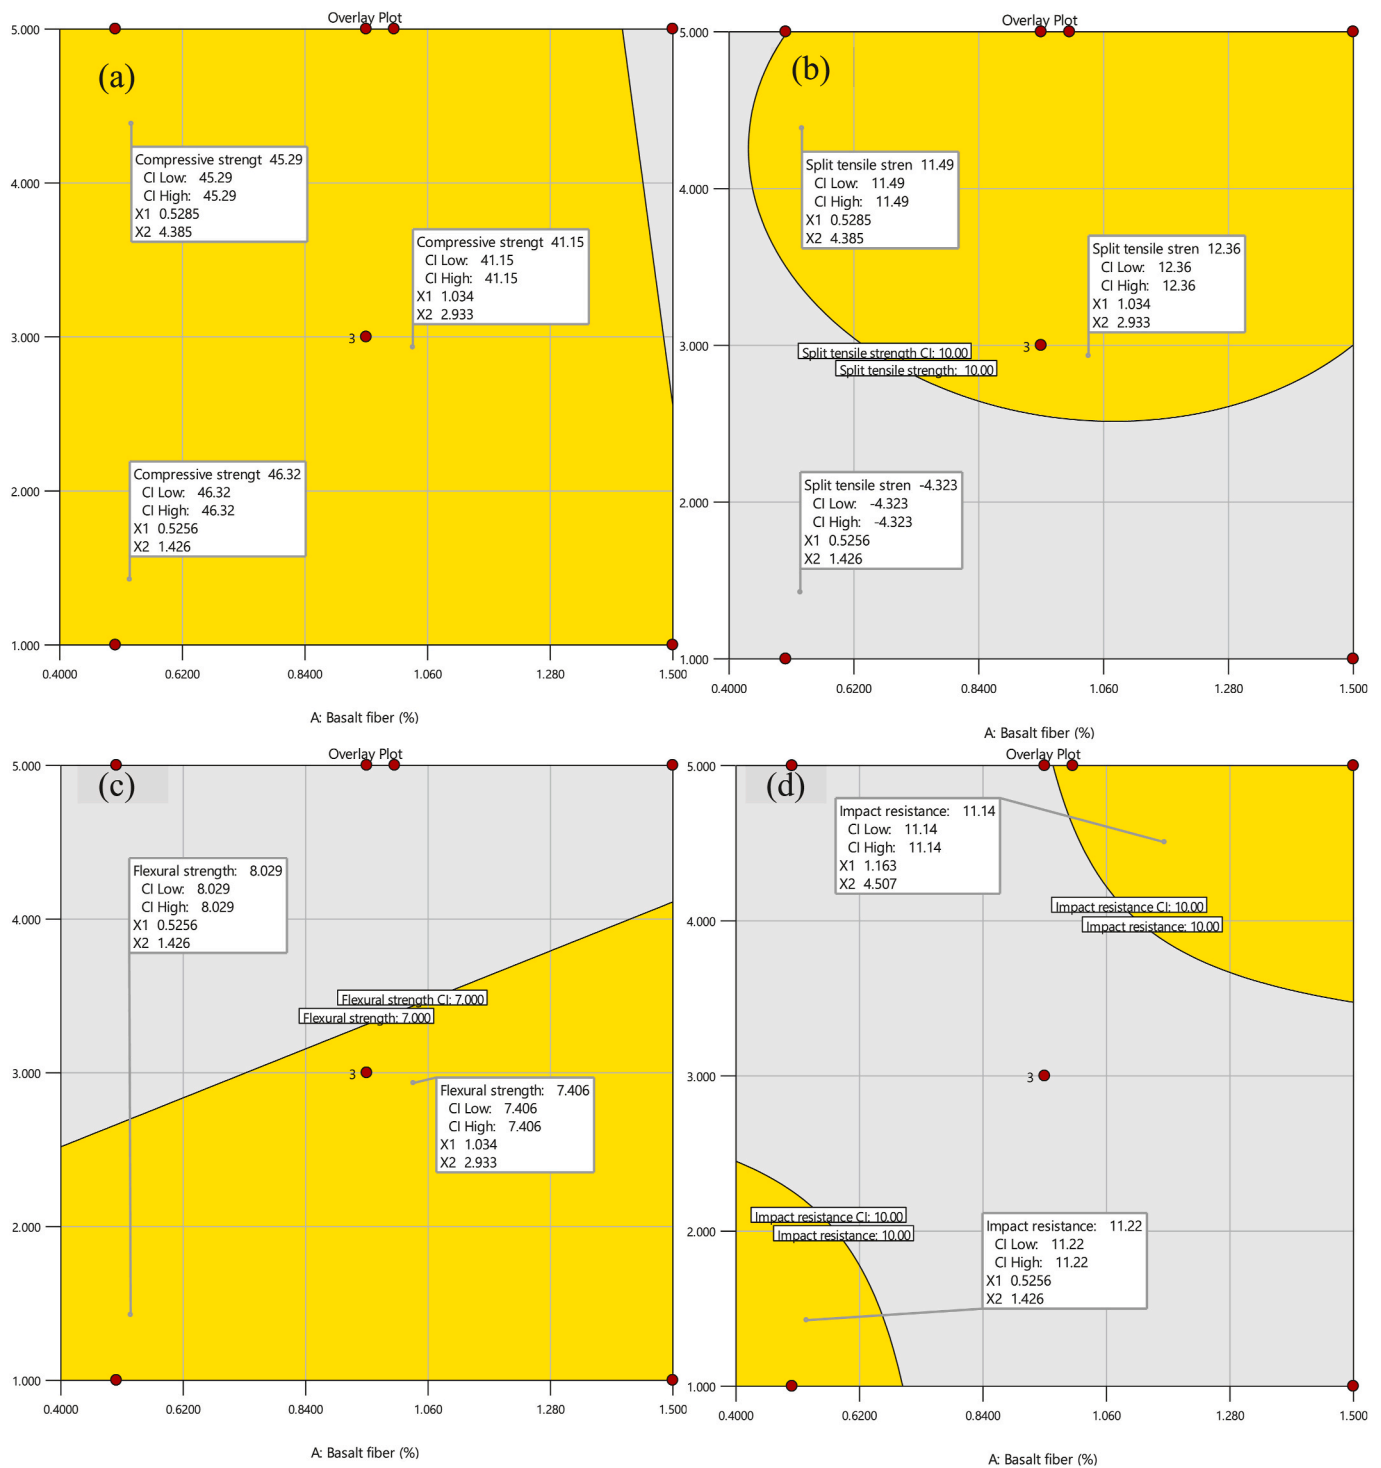 Overlay Plot
(a)
5.000
4.000
3.000
2.000
1.000
Compressive strengt 45.29
CI Low: 45.29
CI High: 45.29
X1 0.5285
X2 4.385
Compressive strengt 41.15
CI Low: 41.15
CI High: 41.15
X1 1.034
X2 2.933
3
Compressive strengt 46.32
CI Low: 46.32
CI High: 46.32
X1 0.5256
X2 1.426
0.4000 0.6200 0.8400 1.060 1.280 1.500
A: Basalt fiber (%)
Overlay Plot
(b)
5.000
4.000
3.000
2.000
1.000
Split tensile stren 11.49
CI Low: 11.49
CI High: 11.49
X1 0.5285
X2 4.385
Split tensile stren 12.36
CI Low: 12.36
CI High: 12.36
X1 1.034
X2 2.933
3
Split tensile strength CI: 10.00
Split tensile strength: 10.00
Split tensile stren -4.323
CI Low: -4.323
CI High: -4.323
X1 0.5256
X2 1.426
0.4000 0.6200 0.8400 1.060 1.280 1.500
A: Basalt fiber (%)
Overlay Plot
(c)
5.000
4.000
3.000
2.000
1.000
Flexural strength: 8.029
CI Low: 8.029
CI High: 8.029
X1 0.5256
X2 1.426
Flexural strength CI: 7.000
Flexural strength: 7.000
3
Flexural strength: 7.406
CI Low: 7.406
CI High: 7.406
X1 1.034
X2 2.933
0.4000 0.6200 0.8400 1.060 1.280 1.500
A: Basalt fiber (%)
Overlay Plot
(d)
5.000
4.000
3.000
2.000
1.000
Impact resistance: 11.14
CI Low: 11.14
CI High: 11.14
X1 1.163
X2 4.507
Impact resistance CI: 10.00
Impact resistance: 10.00
3
Impact resistance CI: 10.00
Impact resistance: 10.00
Impact resistance: 11.22
CI Low: 11.22
CI High: 11.22
X1 0.5256
X2 1.426
0.4000 0.6200 0.8400 1.060 1.280 1.500
A: Basalt fiber (%)